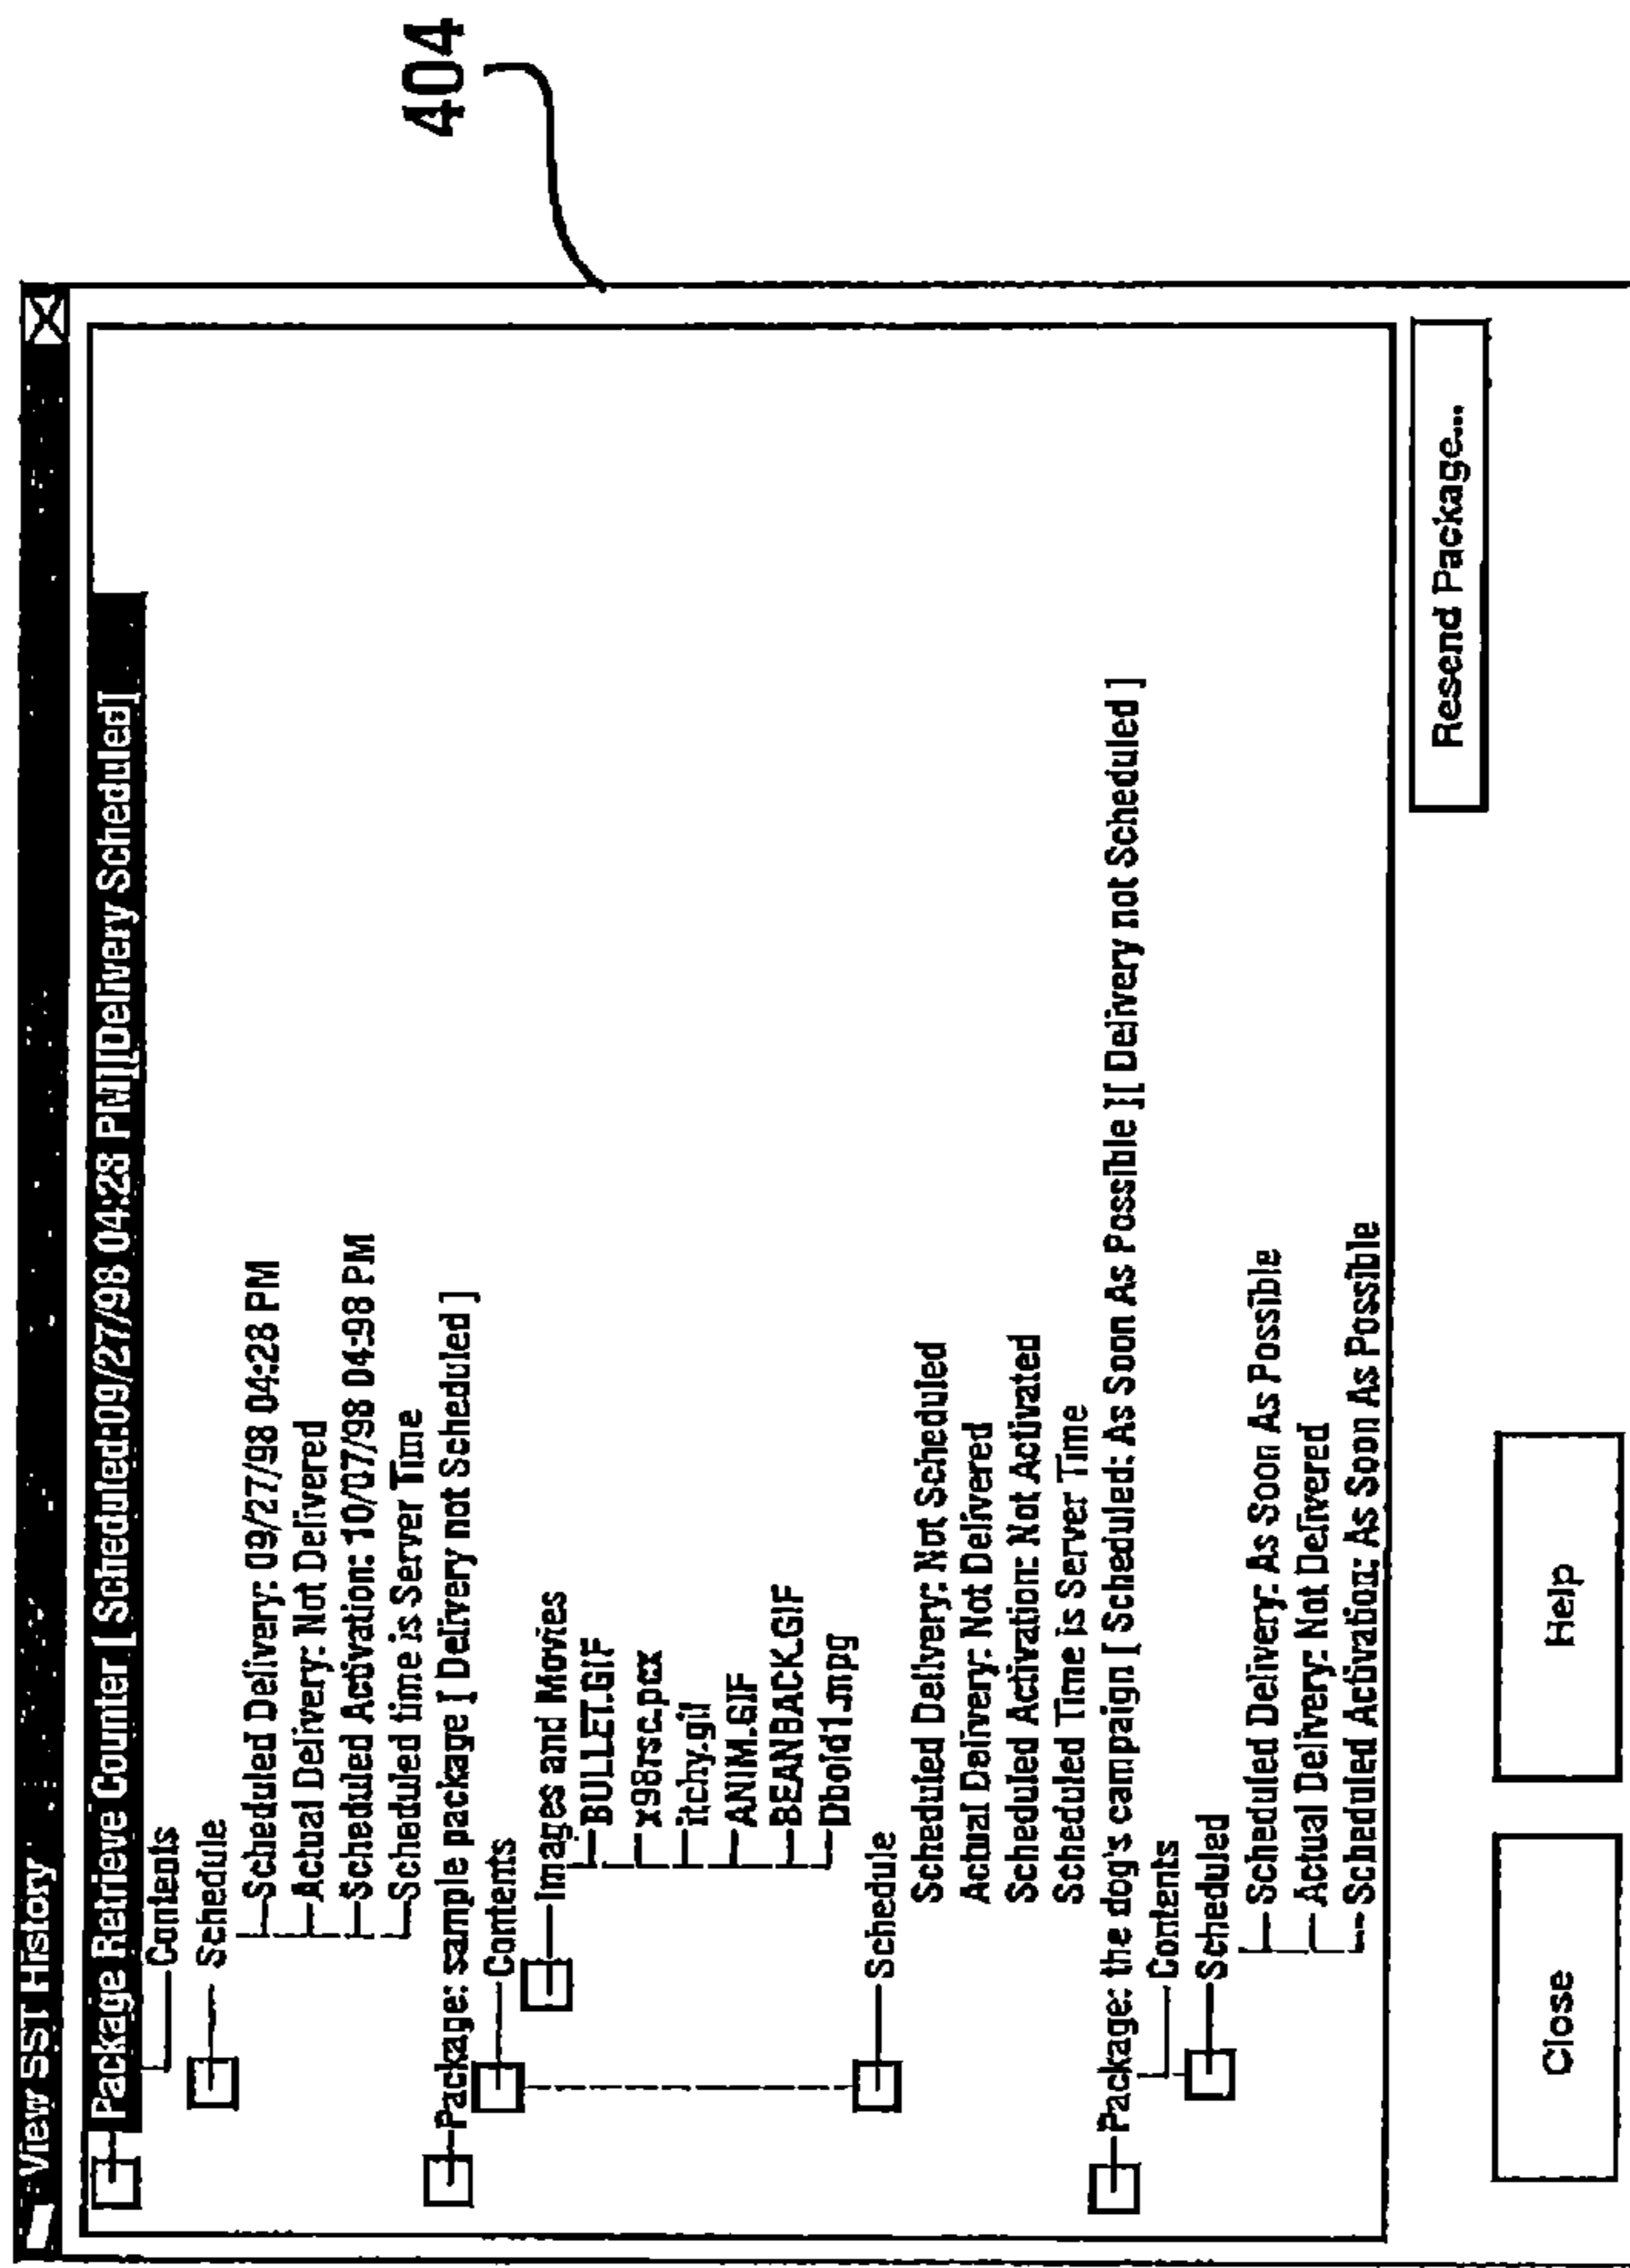 404
View SST History
Package Retrieve Counter [ Scheduled:09/27/98 04:28 PM][Delivery Scheduled]
Contents
Schedule
Scheduled Delivery: 09/27/98 04:28 PM
Actual Delivery: Not Delivered
Scheduled Activation: 10/07/98 04:98 PM
Scheduled time is Server Time
Package: sample package [ Delivery not Scheduled ]
Contents
Images and Movies
BULLET.GIF
x98rsc.pcx
itchy.gif
ANIM.GIF
BEANBACK.GIF
Dbold1.mpg
Schedule
Scheduled Delivery: Not Scheduled
Actual Delivery: Not Delivered
Scheduled Activation: Not Activated
Scheduled Time is Server Time
Package: the dog's campaign [ Scheduled: As Soon As Possible ][ Delivery not Scheduled ]
Contents
Scheduled
Scheduled Delivery: As Soon As Possible
Actual Delivery: Not Delivered
Scheduled Activation: As Soon As Possible
Resend Package...
Close
Help